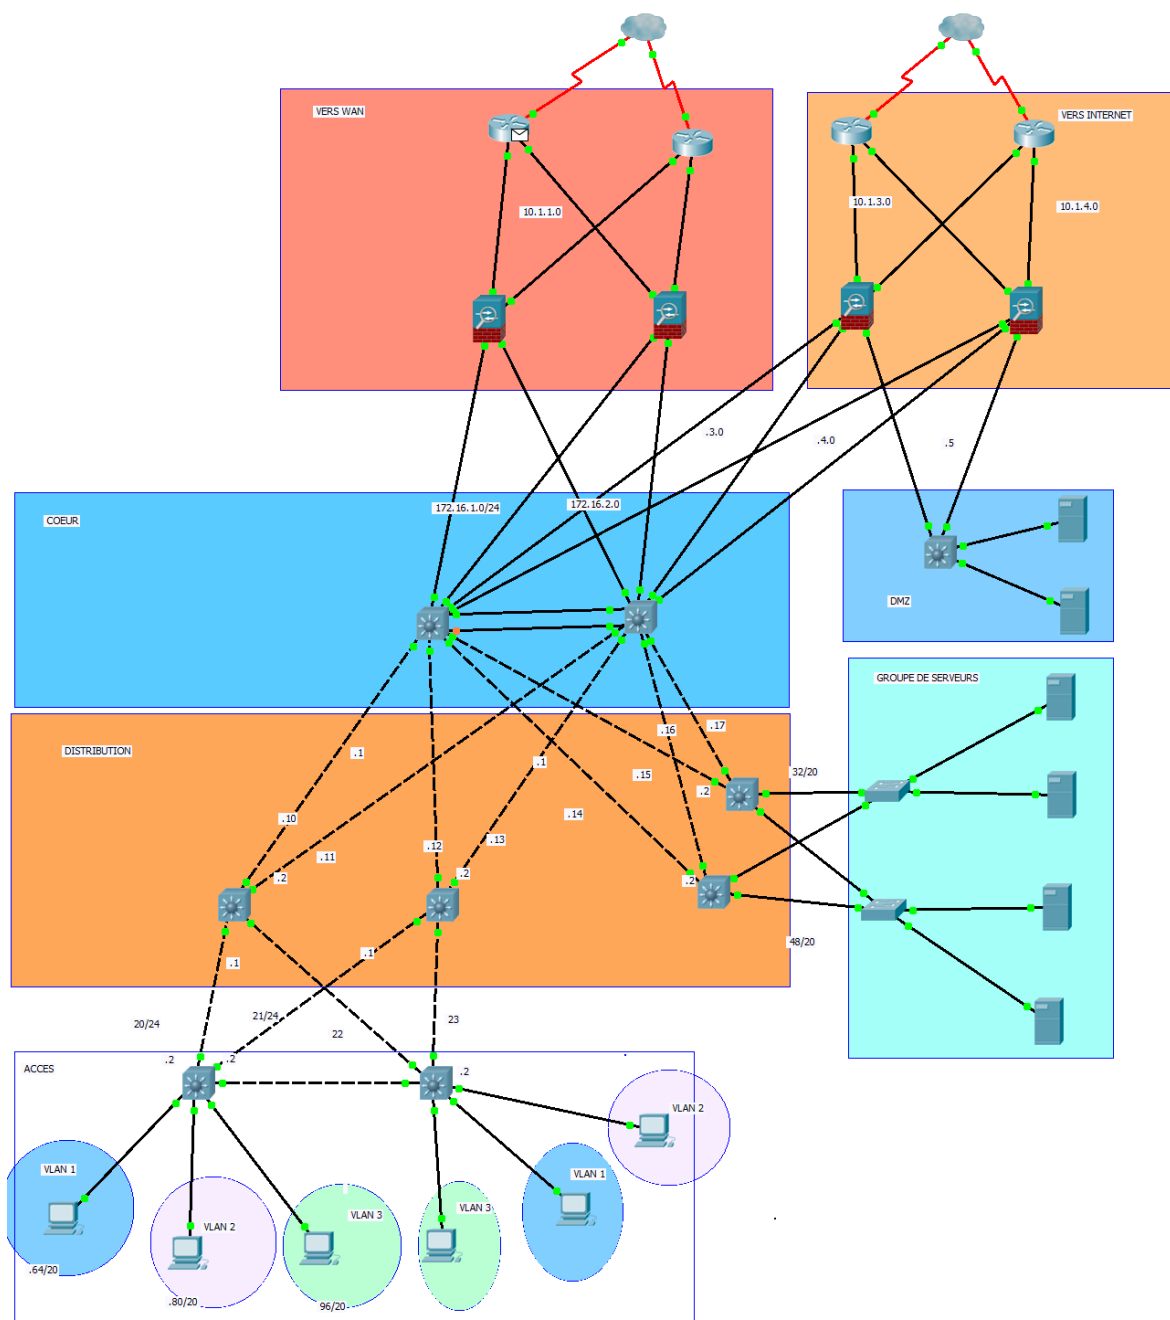 VERS WAN
VERS INTERNET
10.1.1.0
10.1.3.0
10.1.4.0
.3.0
.4.0
.5
172.16.1.0/24
172.16.2.0
COEUR
DMZ
GROUPE DE SERVEURS
DISTRIBUTION
.1
.1
.16
.17
.15
.2
32/20
.10
.11
.12
.13
.14
.2
.2
.2
48/20
.1
.1
20/24
21/24
22
23
ACCES
.2
.2
.2
VLAN 2
VLAN 1
VLAN 1
VLAN 2
VLAN 3
VLAN 3
.64/20
.80/20
96/20